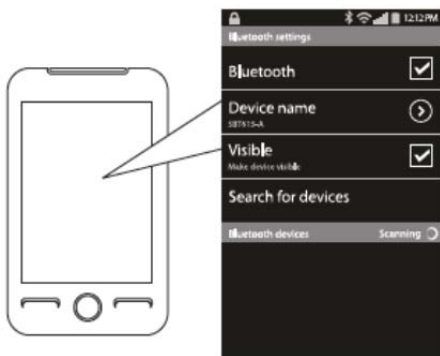 12:12PM
Bluetooth settings
Bluetooth
Device name
SBT615-A
Visible
Make device visible
Search for devices
Bluetooth devices Scanning